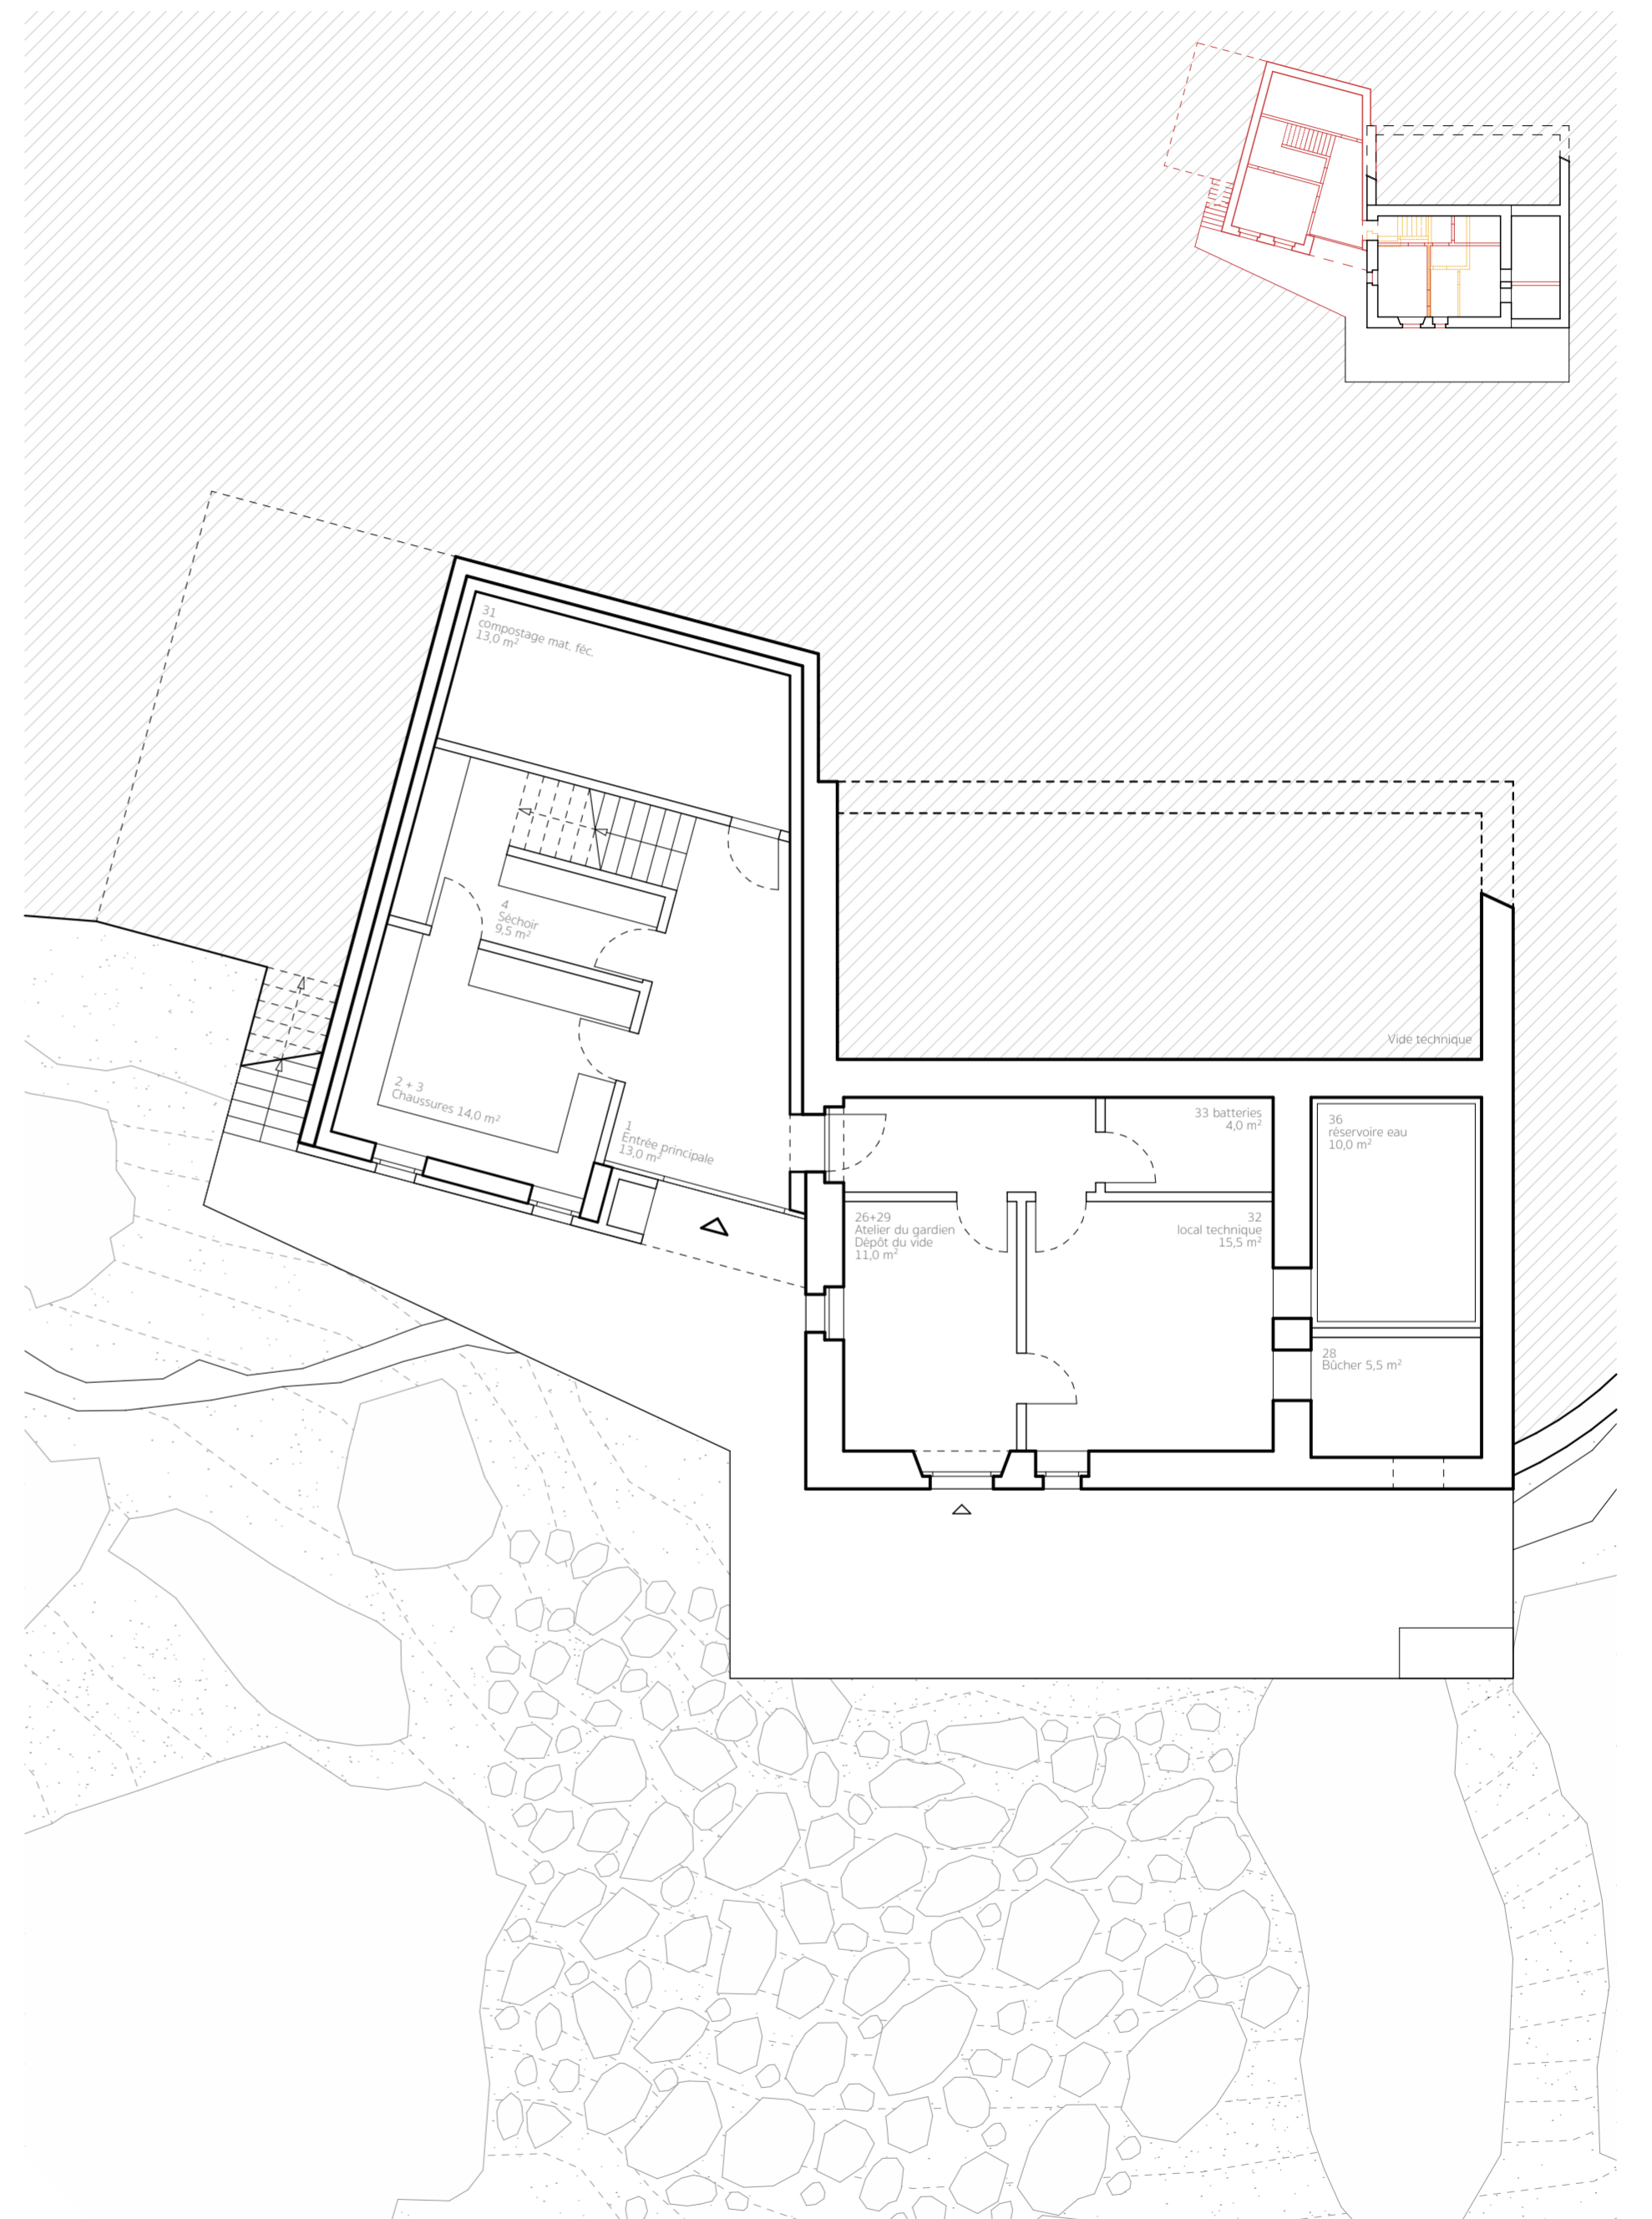 31
compostage mat. féc.
13,0 m²
4
Séchoir
9,5 m²
Vide technique
2 + 3
Chaussures 14,0 m²
1
Entrée principale
13,0 m²
33 batteries
4,0 m²
36
réservoire eau
10,0 m²
26+29
Atelier du gardien
Dépôt du vide
11,0 m²
32
local technique
15,5 m²
28
Bûcher 5,5 m²